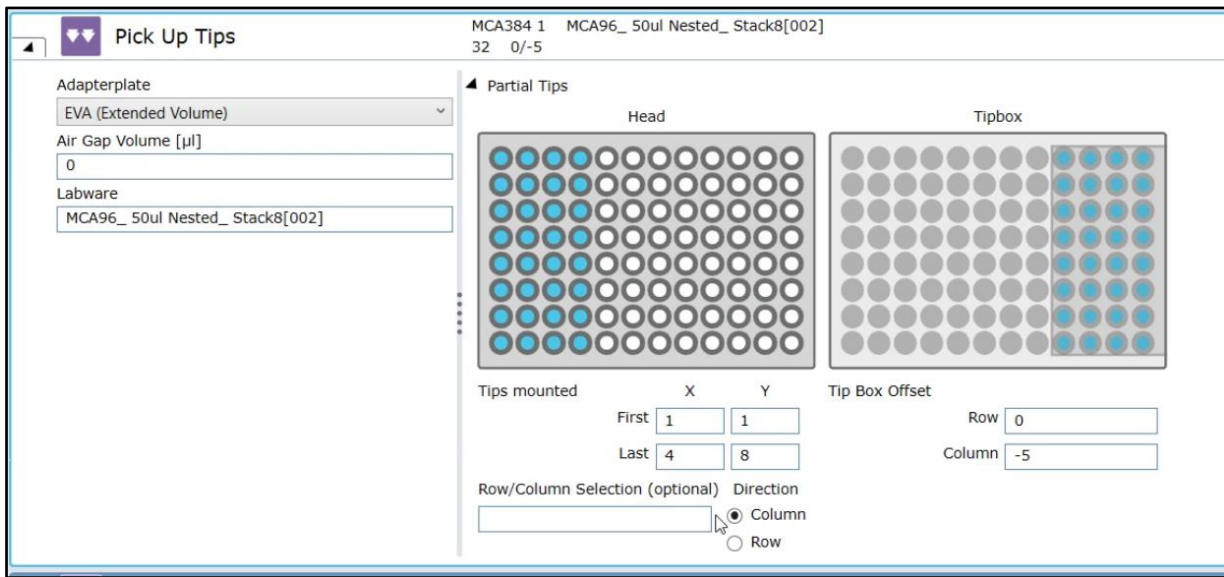 Pick Up Tips
MCA384 1 MCA96_ 50ul Nested_ Stack8[002]
32 0/-5
Adapterplate
EVA (Extended Volume)
Air Gap Volume [µl]
0
Labware
MCA96_ 50ul Nested_ Stack8[002]
Partial Tips
Head
Tipbox
Tips mounted X Y
First 1 1
Last 4 8
Tip Box Offset
Row 0
Column -5
Row/Column Selection (optional) Direction
Column
Row